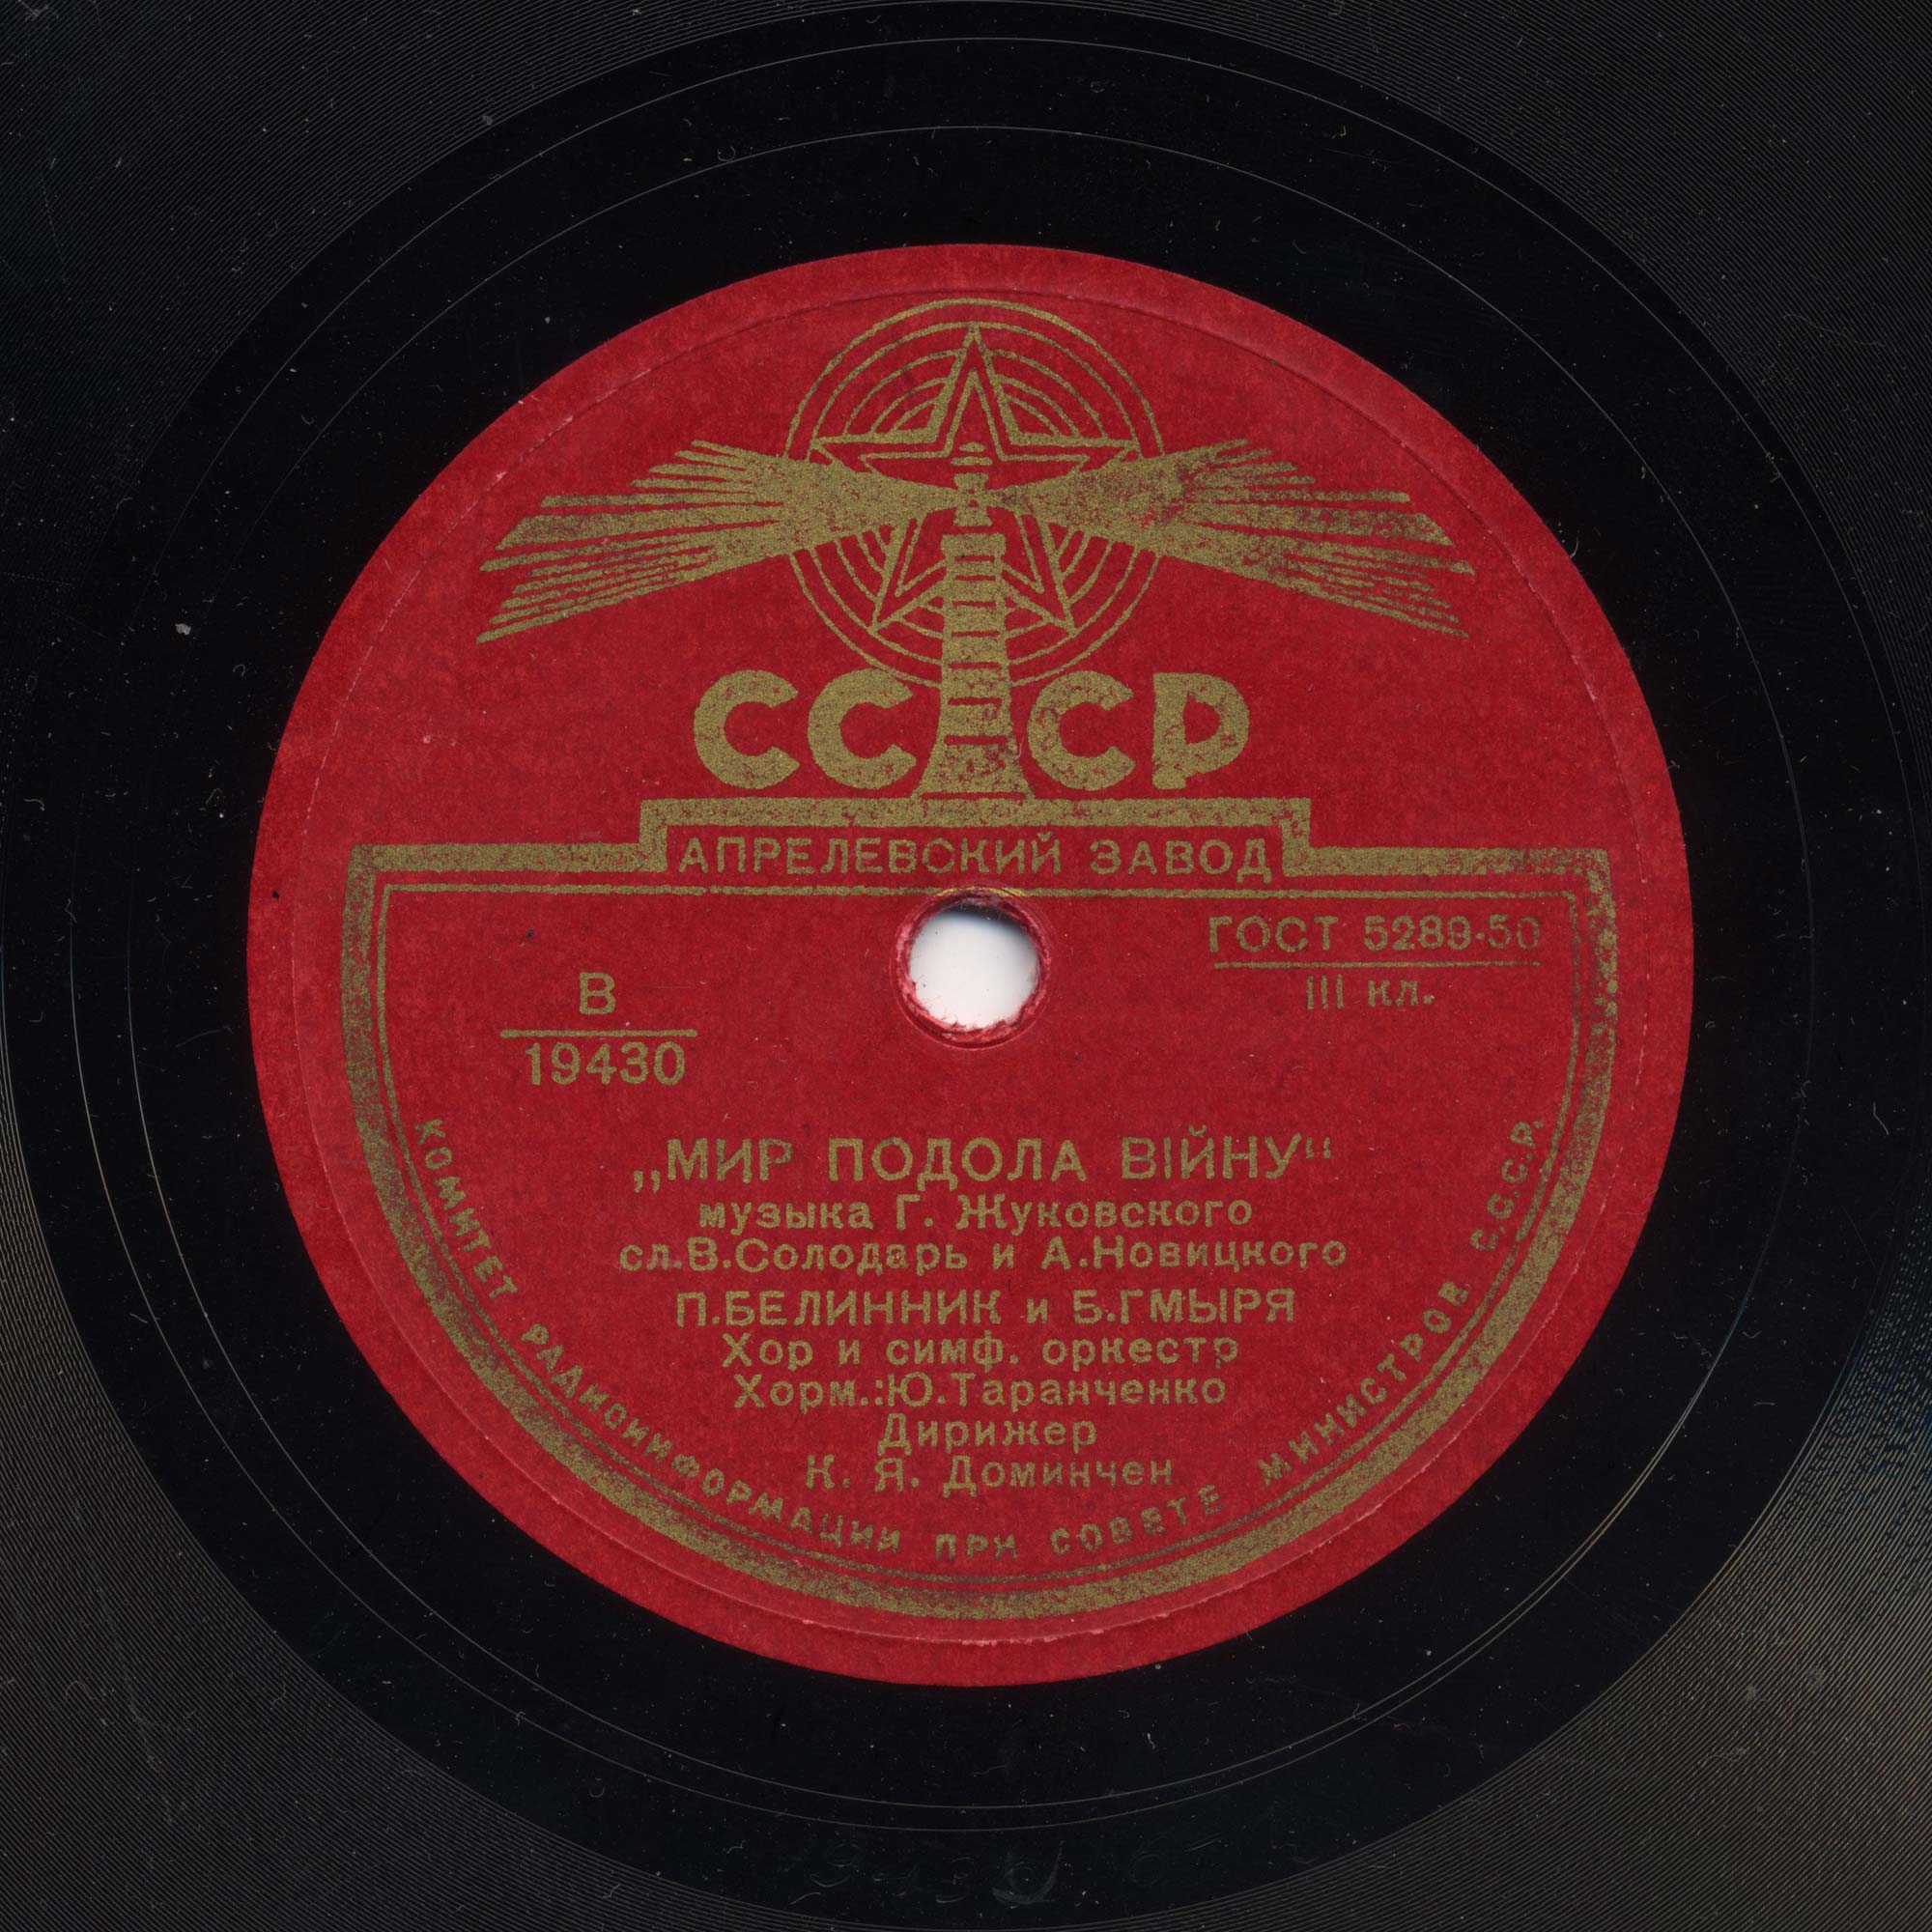 СССР
АПРЕЛЕВСКИЙ ЗАВОД
ГОСТ 5289-50
III кл.
В
19430
„МИР ПОДОЛА ВІЙНУ“
музыка Г. Жуковского
сл.В.Солодарь и А.Новицкого
П.БЕЛИННИК и Б.ГМЫРЯ
Хор и симф. оркестр
Хорм.:Ю.Таранченко
Дирижер
К. Я. Доминчен
КОМИТЕТ РАДИОИНФОРМАЦИИ ПРИ СОВЕТЕ МИНИСТРОВ С.С.С.Р.